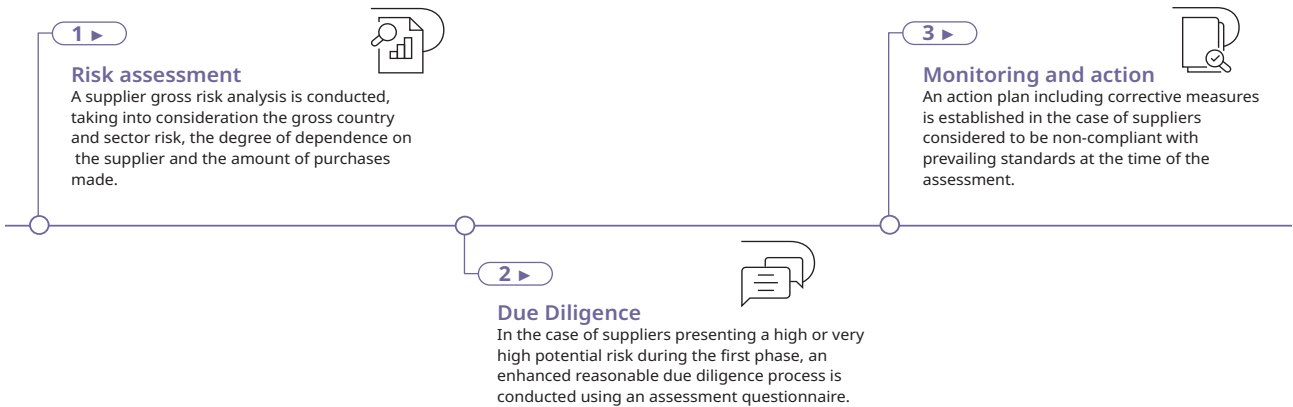 1 ►
Risk assessment
A supplier gross risk analysis is conducted,
taking into consideration the gross country
and sector risk, the degree of dependence on
the supplier and the amount of purchases
made.
2 ►
Due Diligence
In the case of suppliers presenting a high or very
high potential risk during the first phase, an
enhanced reasonable due diligence process is
conducted using an assessment questionnaire.
3 ►
Monitoring and action
An action plan including corrective measures
is established in the case of suppliers
considered to be non-compliant with
prevailing standards at the time of the
assessment.